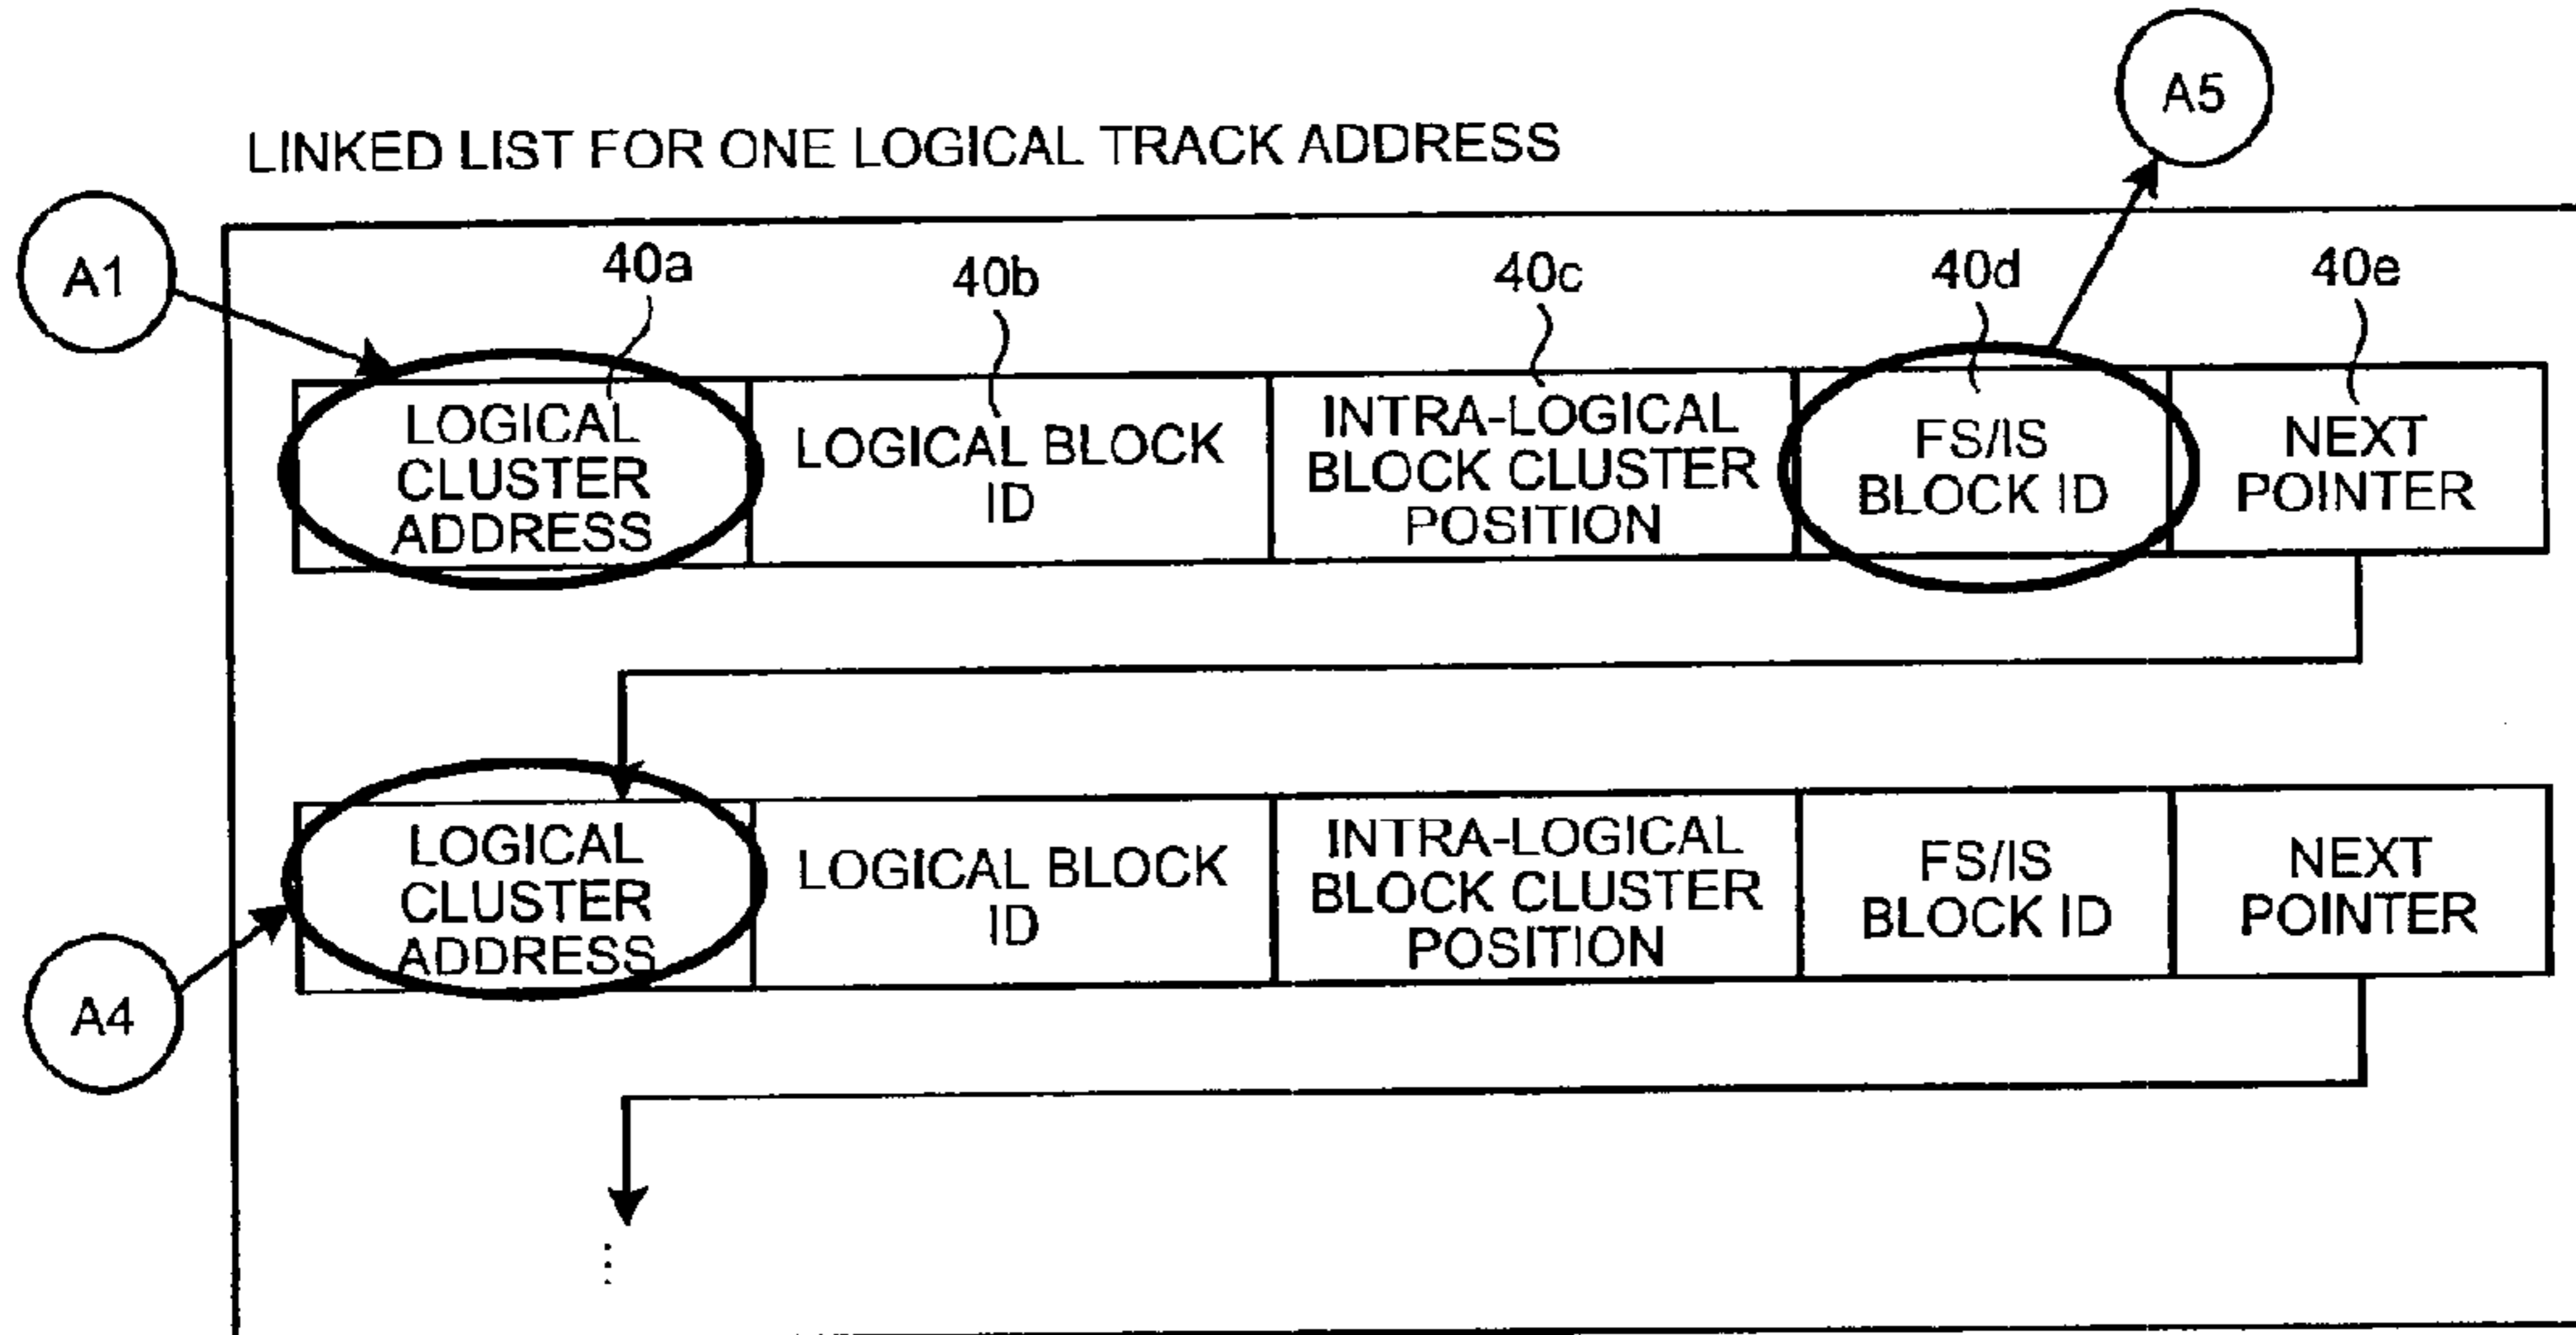 A5
LINKED LIST FOR ONE LOGICAL TRACK ADDRESS
A1
40a
40b
40c
40d
40e
LOGICAL
CLUSTER
ADDRESS
LOGICAL BLOCK
ID
INTRA-LOGICAL
BLOCK CLUSTER
POSITION
FS/IS
BLOCK ID
NEXT
POINTER
LOGICAL
CLUSTER
ADDRESS
LOGICAL BLOCK
ID
INTRA-LOGICAL
BLOCK CLUSTER
POSITION
FS/IS
BLOCK ID
NEXT
POINTER
A4
⋮